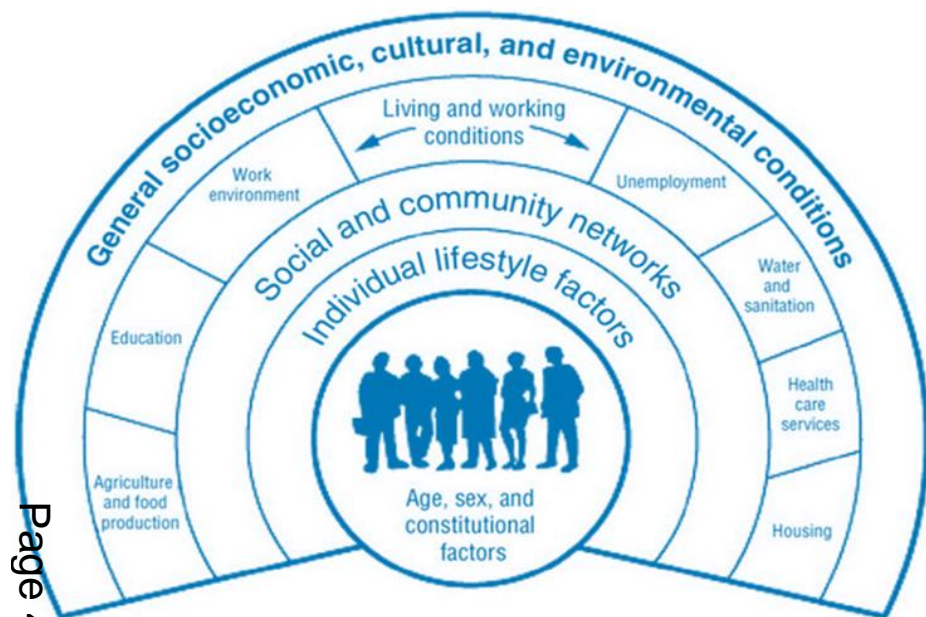 General socioeconomic, cultural, and environmental conditions
Living and working
conditions
Work
environment
Unemployment
Social and community networks
Individual lifestyle factors
Education
Water
and
sanitation
Agriculture
and food
production
Health
care
services
Housing
Age, sex, and
constitutional
factors
Page